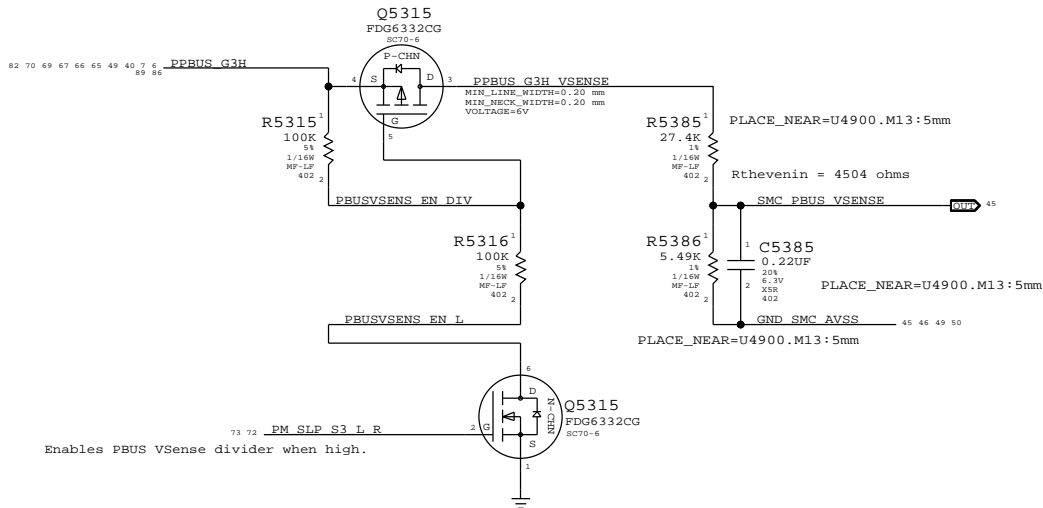 Q5315
FDG6332CG
SC70-6
P-CHN
82 70 69 67 66 65 49 40 7 6
89 86
PPBUS_G3H
4
S
D
3
G
5
PPBUS_G3H_VSENSE
MIN_LINE_WIDTH=0.20 mm
MIN_NECK_WIDTH=0.20 mm
VOLTAGE=6V
R5315
1
100K
5%
1/16W
MF-LF
402
2
R5385
1
27.4K
1%
1/16W
MF-LF
402
2
PLACE_NEAR=U4900.M13:5mm
Rthevenin = 4504 ohms
PBUSVSENS_EN_DIV
SMC_PBUS_VSENSE
OUT
45
R5316
1
100K
5%
1/16W
MF-LF
402
2
R5386
1
5.49K
1%
1/16W
MF-LF
402
2
1
C5385
0.22UF
20%
6.3V
X5R
402
2
PLACE_NEAR=U4900.M13:5mm
PBUSVSENS_EN_L
GND_SMC_AVSS
45 46 49 50
PLACE_NEAR=U4900.M13:5mm
6
D
N-CHN
Q5315
FDG6332CG
SC70-6
73 72
PM_SLP_S3_L_R
2
G
S
1
Enables PBUS VSense divider when high.